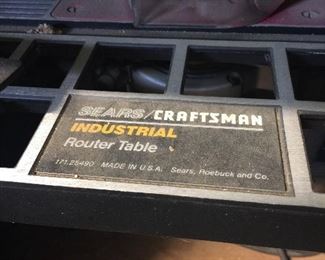 SEARS/CRAFTSMAN
INDUSTRIAL
Router Table
171.25490 MADE IN U.S.A. Sears, Roebuck and Co.